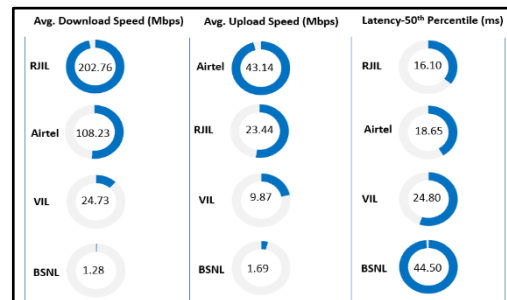 Avg. Download Speed (Mbps)
RJIL 202.76
Airtel 108.23
VIL 24.73
BSNL 1.28
Avg. Upload Speed (Mbps)
Airtel 43.14
RJIL 23.44
VIL 9.87
BSNL 1.69
Latency-50th Percentile (ms)
RJIL 16.10
Airtel 18.65
VIL 24.80
BSNL 44.50